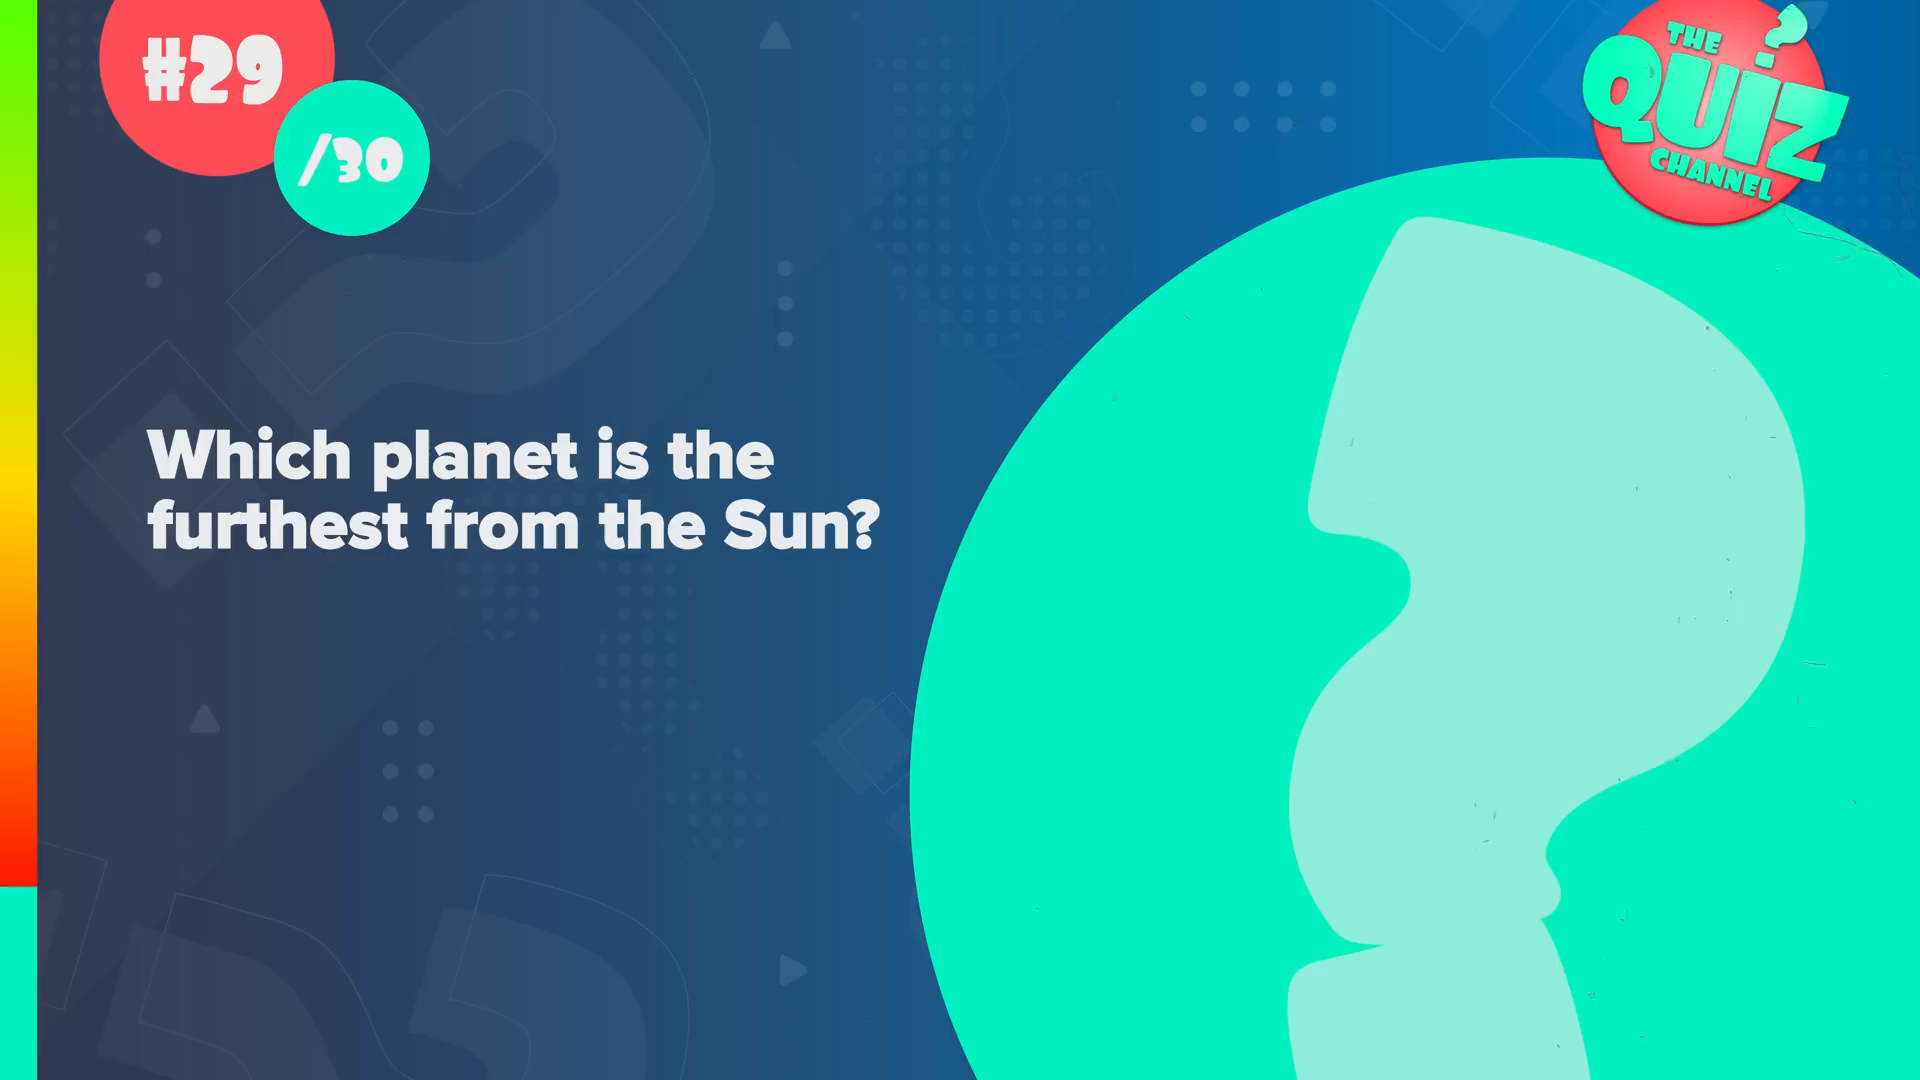 #29
/30
THE
QUIZ
CHANNEL
Which planet is the
furthest from the Sun?